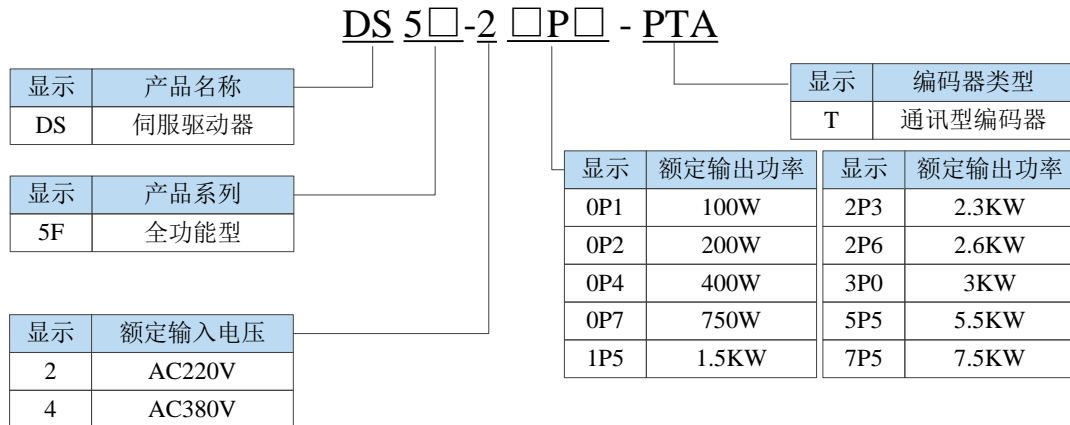 DS 5□-2 □P□ - PTA
显示 产品名称
DS 伺服驱动器
显示 编码器类型
T 通讯型编码器
显示 产品系列
5F 全功能型
显示 额定输出功率 显示 额定输出功率
0P1 100W 2P3 2.3KW
0P2 200W 2P6 2.6KW
0P4 400W 3P0 3KW
0P7 750W 5P5 5.5KW
1P5 1.5KW 7P5 7.5KW
显示 额定输入电压
2 AC220V
4 AC380V